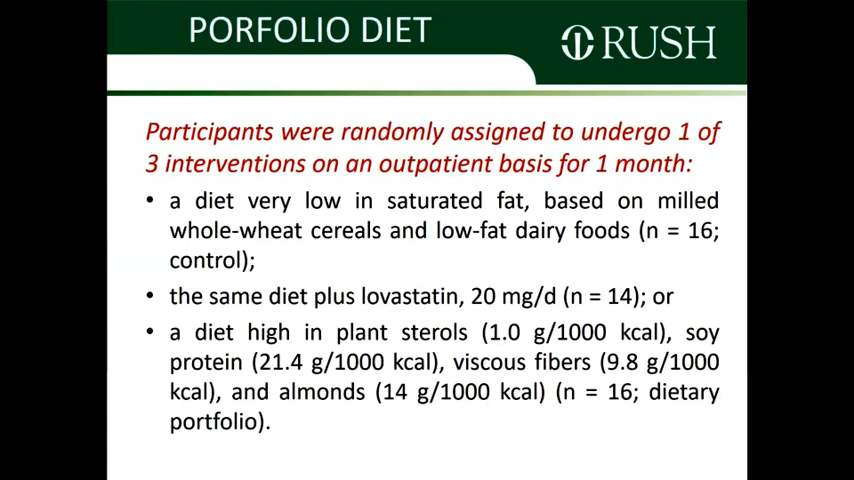 PORFOLIO DIET
RUSH
Participants were randomly assigned to undergo 1 of
3 interventions on an outpatient basis for 1 month:
• a diet very low in saturated fat, based on milled
whole-wheat cereals and low-fat dairy foods (n = 16;
control);
• the same diet plus lovastatin, 20 mg/d (n = 14); or
• a diet high in plant sterols (1.0 g/1000 kcal), soy
protein (21.4 g/1000 kcal), viscous fibers (9.8 g/1000
kcal), and almonds (14 g/1000 kcal) (n = 16; dietary
portfolio).